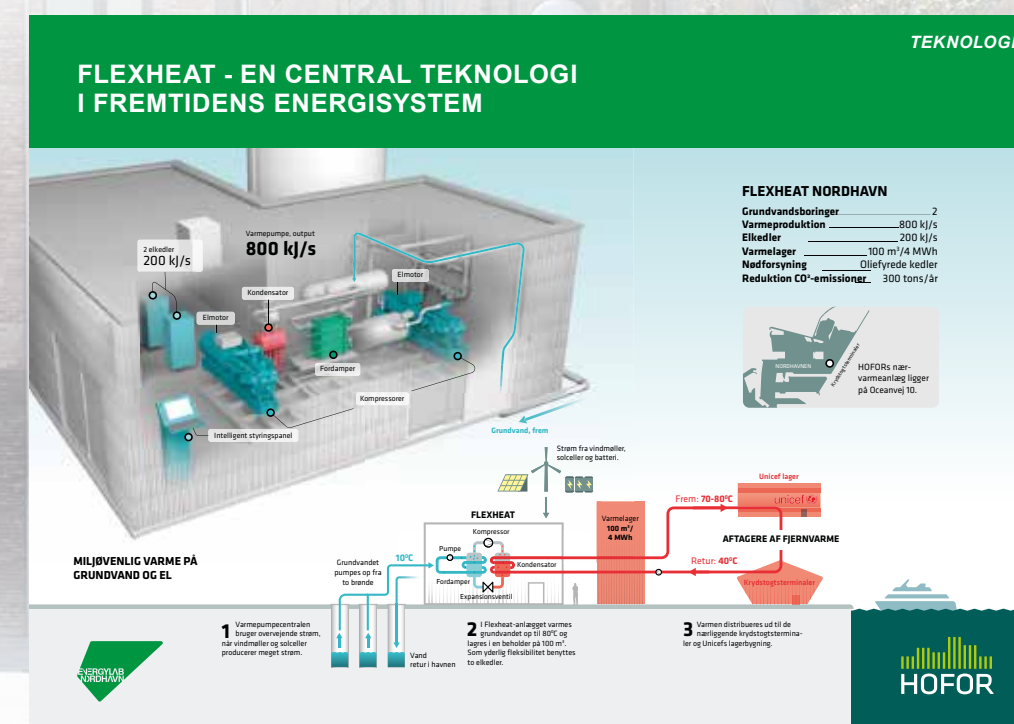 TEKNOLOGI
FLEXHEAT - EN CENTRAL TEKNOLOGI
I FREMTIDENS ENERGISYSTEM
2 elkedler
200 kJ/s
Varmepumpe, output
800 kJ/s
Elmotor
Kondensator
Elmotor
Fordamper
Kompressorer
Intelligent styringspanel
Grundvand, frem
FLEXHEAT NORDHAVN
Grundvandsboringer 2
Varmeproduktion 800 kJ/s
Elkedler 200 kJ/s
Varmelager 100 m³/4 MWh
Nødforsyning Oliefyrede kedler
Reduktion CO²-emissioner 300 tons/år
NORDHAVNEN
Krydstogtterminaler
HOFORs nær-
varmeanlæg ligger
på Oceanvej 10.
MILJØVENLIG VARME PÅ
GRUNDVAND OG EL
Strøm fra vindmøller,
solceller og batteri.
FLEXHEAT
Kompressor
Pumpe
Kondensator
Fordamper
Expansionsventil
Grundvandet
pumpes op fra
to brønde
10⁰C
Varmelager
100 m³/
4 MWh
Frem: 70-80⁰C
Unicef lager
unicef
AFTAGERE AF FJERNVARME
Retur: 40⁰C
Krydstogtsterminaler
1 Varmepumpecentralen
bruger overvejende strøm,
når vindmøller og solceller
producerer meget strøm.
Vand
retur i havnen
2 I Flexheat-anlægget varmes
grundvandet op til 80⁰C og
lagres i en beholder på 100 m³.
Som yderlig fleksibilitet benyttes
to elkedler.
3 Varmen distribueres ud til de
nærliggende krydstogtstermina-
ler og Unicefs lagerbygning.
ENERGYLAB
NORDHAVN
HOFOR